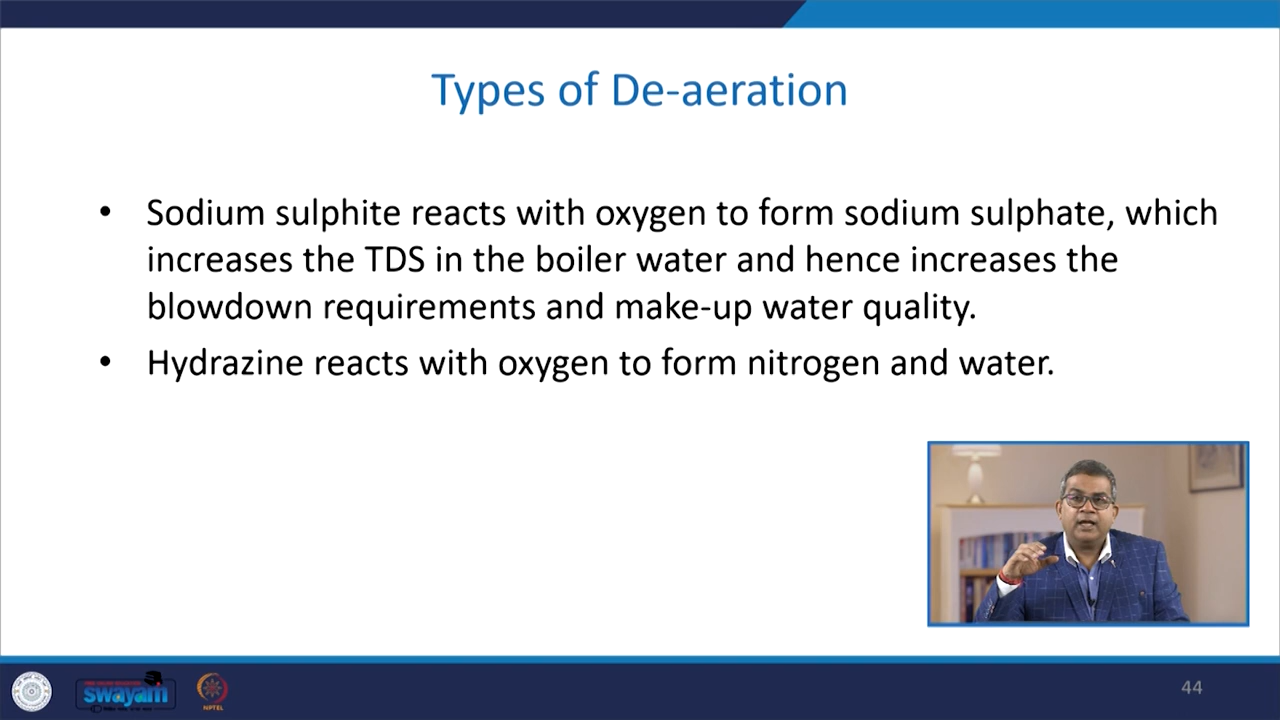 Types of De-aeration
• Sodium sulphite reacts with oxygen to form sodium sulphate, which
increases the TDS in the boiler water and hence increases the
blowdown requirements and make-up water quality.
• Hydrazine reacts with oxygen to form nitrogen and water.
swayam
NPTEL
44